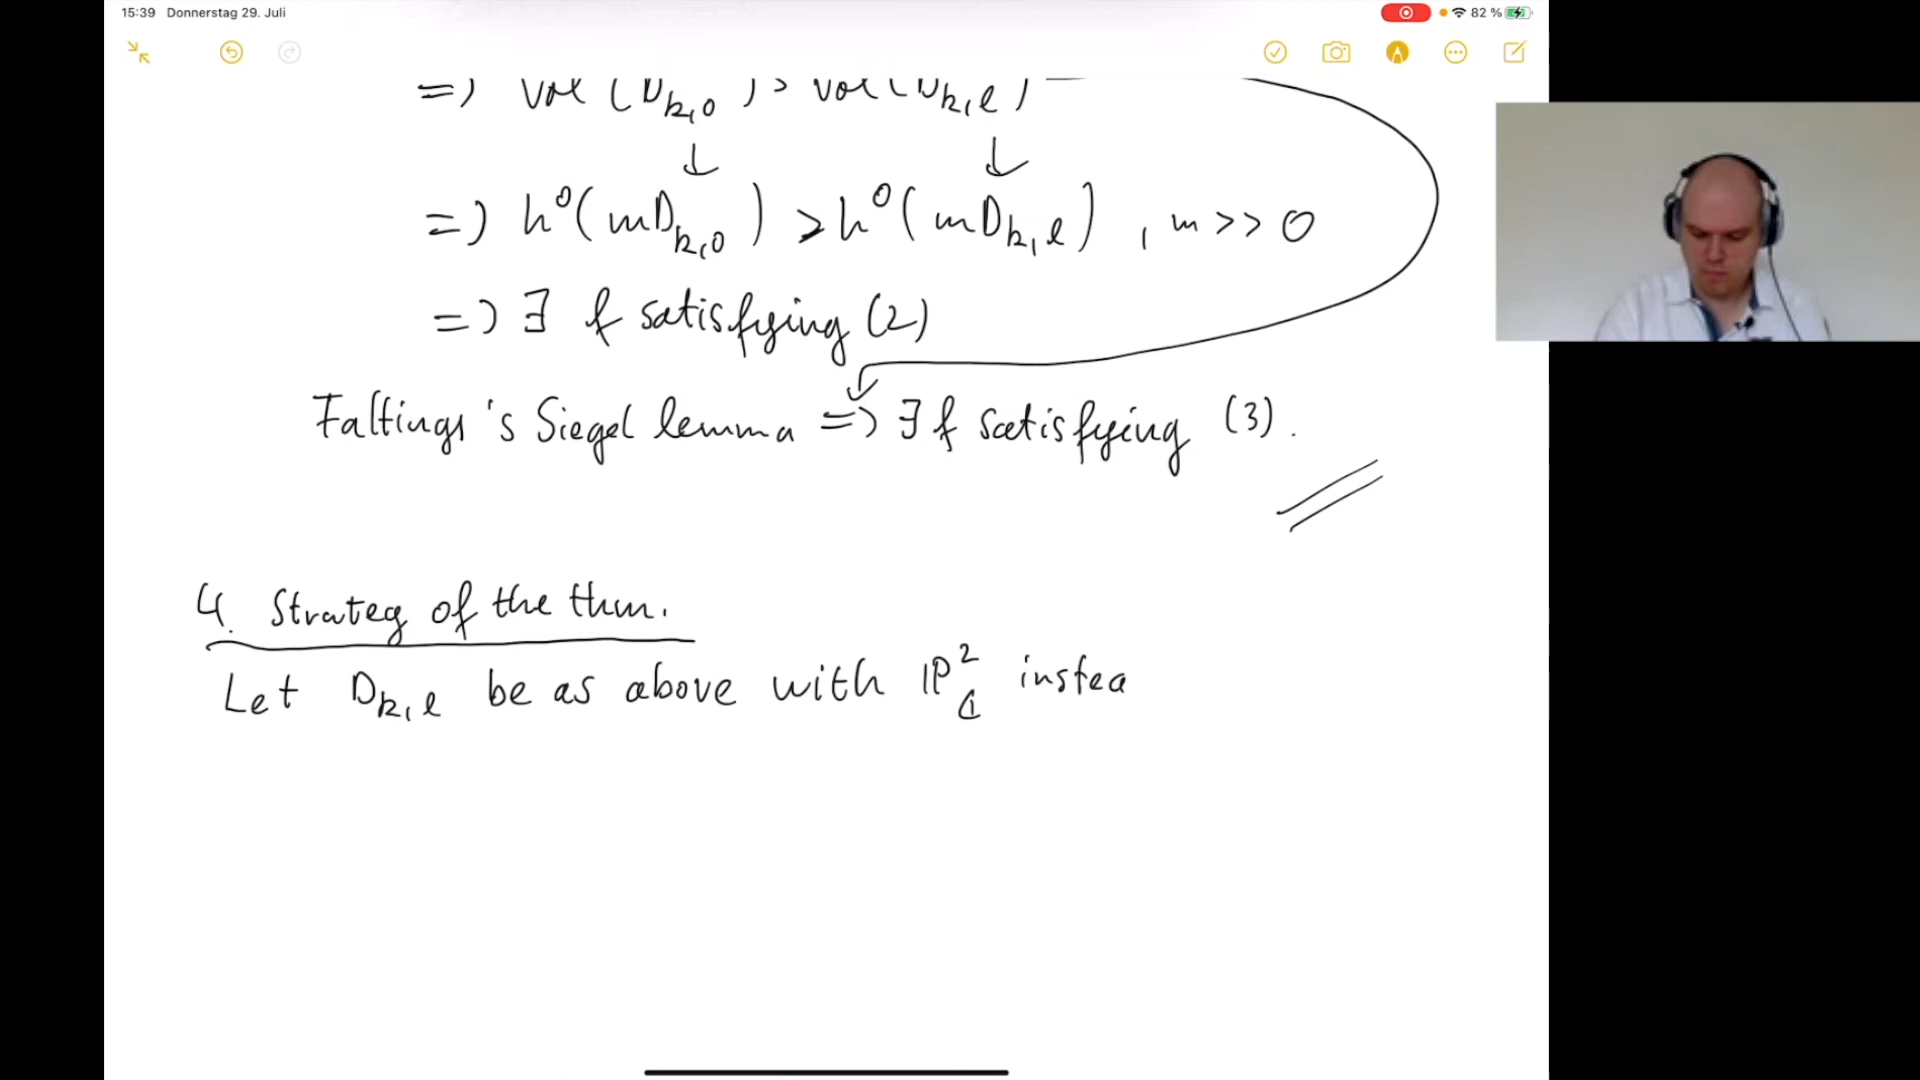 15:39 Donnerstag 29. Juli 82 %
=> vol(D_{k,0}) > vol(D_{k,l})
=> h^0(mD_{k,0}) > h^0(mD_{k,l}), m >> 0
=> ∃ f satisfying (2)
Faltings's Siegel lemma => ∃ f satisfying (3).
4. Strateg of the thm.
Let D_{k,l} be as above with ℙ^2_ instea